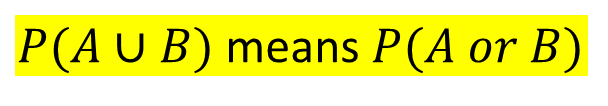 P(A ∪ B) means P(A or B)